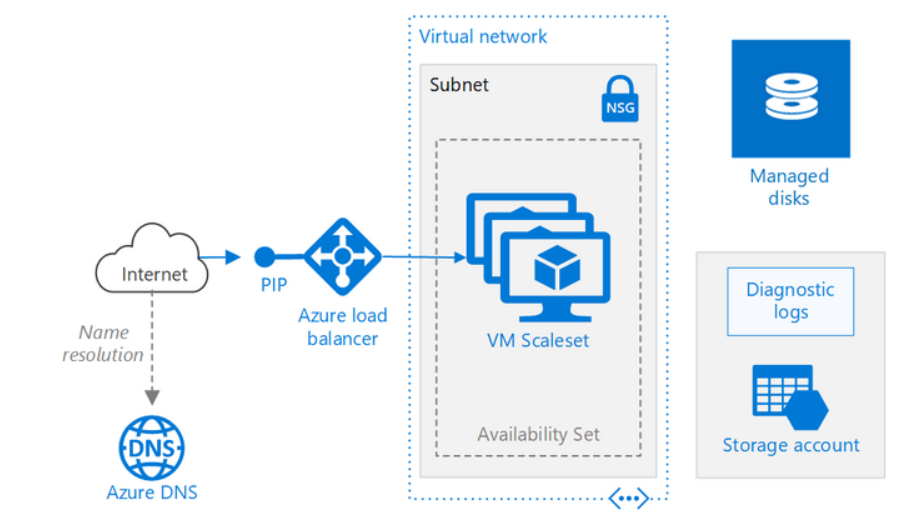 Virtual network
Subnet
NSG
Managed
disks
Internet
PIP
Azure load
balancer
VM Scaleset
Diagnostic
logs
Name
resolution
Availability Set
Storage account
DNS
Azure DNS